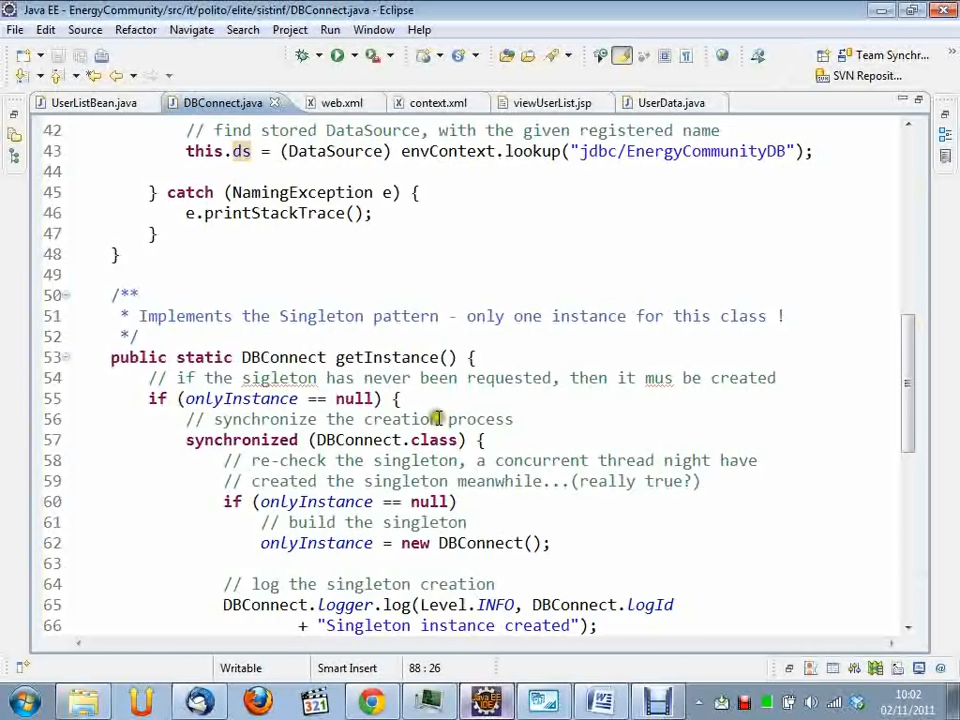 Java EE - EnergyCommunity/src/it/polito/elite/sistinf/DBConnect.java - Eclipse
File Edit Source Refactor Navigate Search Project Run Window Help
Team Synchr...
SVN Reposit...
UserListBean.java DBConnect.java web.xml context.xml viewUserList.jsp UserData.java
42 // find stored DataSource, with the given registered name
43 this.ds = (DataSource) envContext.lookup("jdbc/EnergyCommunityDB");
44
45 } catch (NamingException e) {
46 e.printStackTrace();
47 }
48 }
49
50 /**
51 * Implements the Singleton pattern - only one instance for this class !
52 */
53 public static DBConnect getInstance() {
54 // if the sigleton has never been requested, then it mus be created
55 if (onlyInstance == null) {
56 // synchronize the creation process
57 synchronized (DBConnect.class) {
58 // re-check the singleton, a concurrent thread night have
59 // created the singleton meanwhile...(really true?)
60 if (onlyInstance == null)
61 // build the singleton
62 onlyInstance = new DBConnect();
63
64 // log the singleton creation
65 DBConnect.logger.log(Level.INFO, DBConnect.logId
66 + "Singleton instance created");
Writable Smart Insert 88 : 26
321
JAVA EE IDE
10:02
02/11/2011